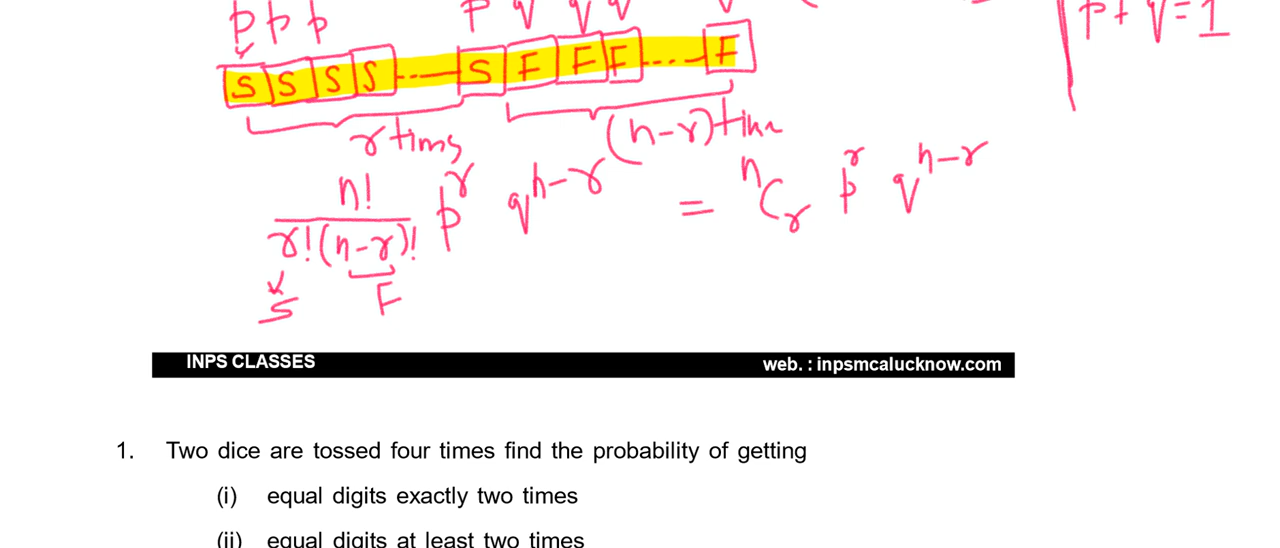 p p p p q q q
p + q = 1
S S S S ... S F F F ... F
r times (n-r) time
n!/r!(n-r)! p^r q^n-r = nCr p^r q^n-r
S F
INPS CLASSES web. : inpsmcalucknow.com
1. Two dice are tossed four times find the probability of getting
(i) equal digits exactly two times
(ii) equal digits at least two times